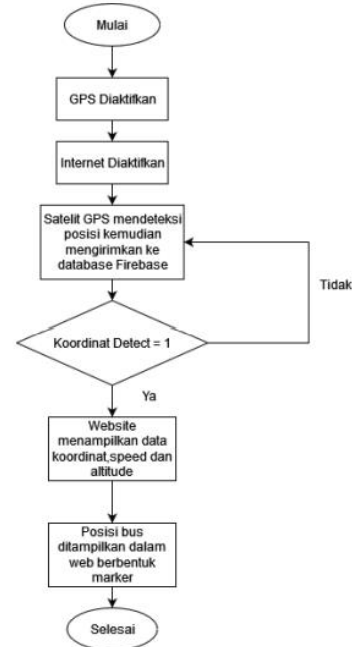 Mulai
GPS Diaktifkan
Internet Diaktifkan
Satelit GPS mendeteksi
posisi kemudian
mengirimkan ke
database Firebase
Tidak
Koordinat Detect = 1
Ya
Website
menampilkan data
koordinat,speed dan
altitude
Posisi bus
ditampilkan dalam
web berbentuk
marker
Selesai